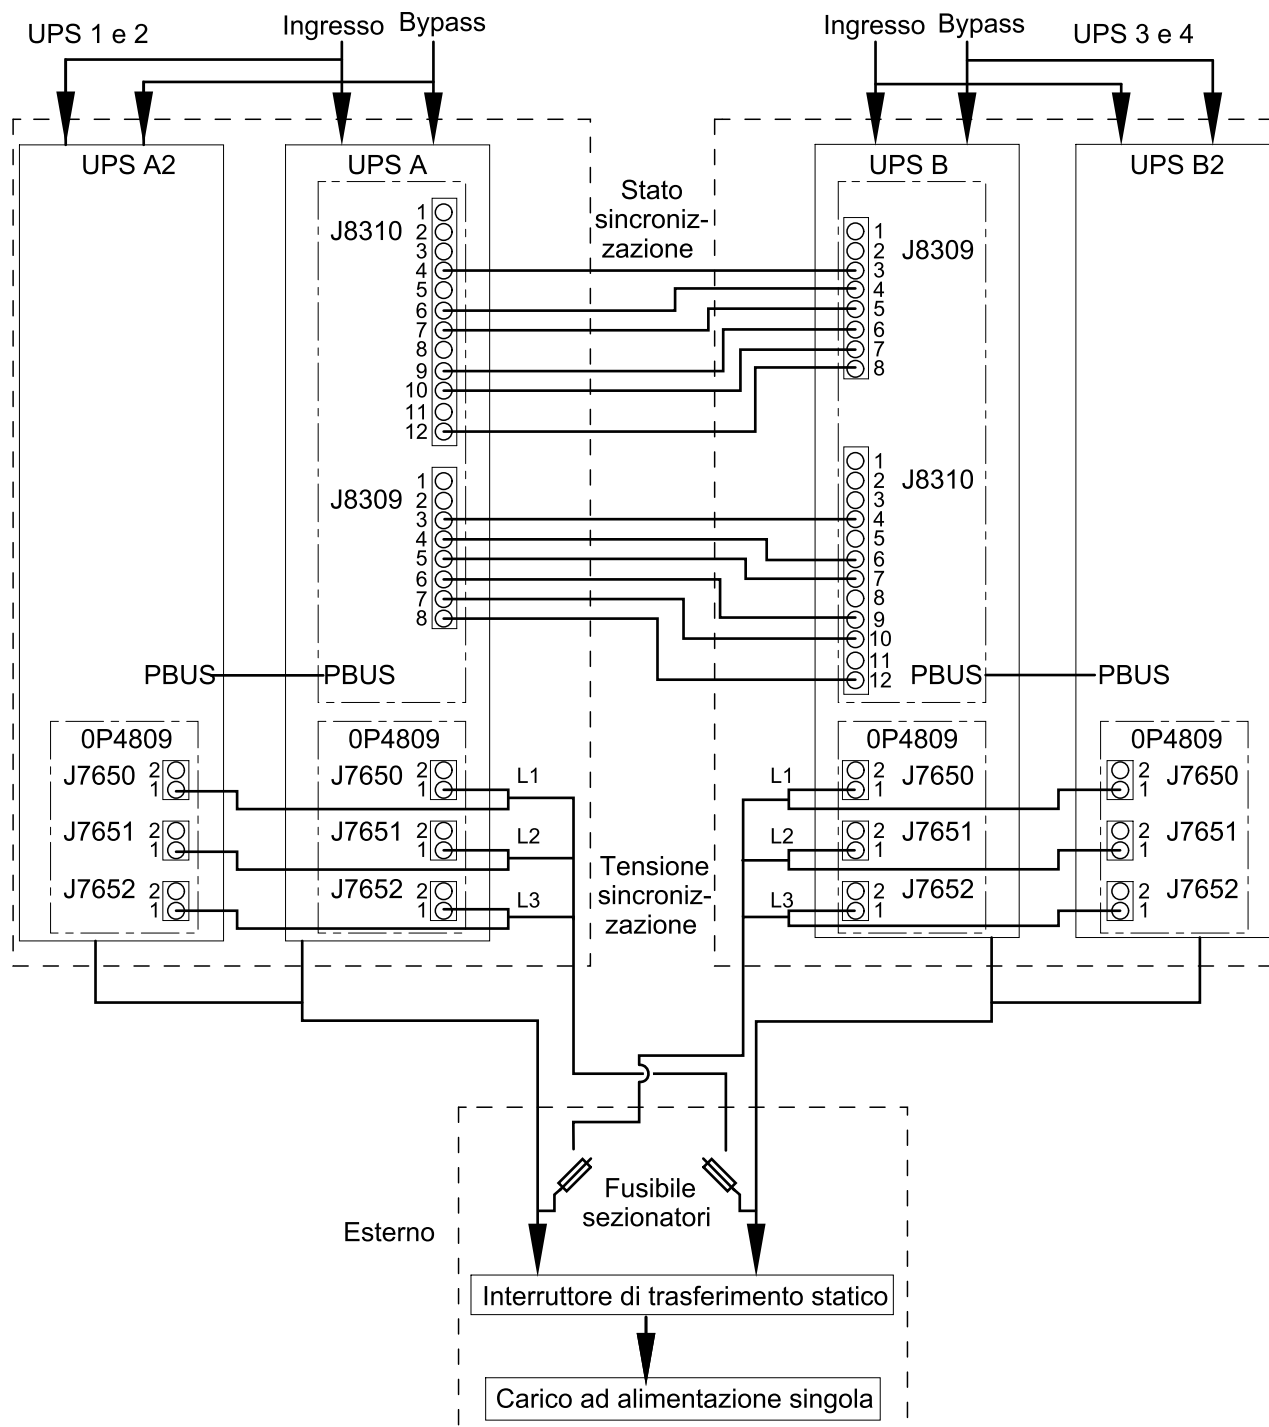 UPS 1 e 2
Ingresso
Bypass
Ingresso
Bypass
UPS 3 e 4
UPS A2
UPS A
UPS B
UPS B2
Stato
sincroniz-
zazione
J8310
1
2
3
4
5
6
7
8
9
10
11
12
J8309
1
2
3
4
5
6
7
8
1
2
3
4
5
6
7
8
J8309
1
2
3
4
5
6
7
8
9
10
11
12
J8310
PBUS
PBUS
PBUS
PBUS
0P4809
J7650
2
1
J7651
2
1
J7652
2
1
0P4809
J7650
2
1
J7651
2
1
J7652
2
1
L1
L2
L3
Tensione
sincroniz-
zazione
L1
L2
L3
0P4809
2
1
J7650
2
1
J7651
2
1
J7652
0P4809
2
1
J7650
2
1
J7651
2
1
J7652
Fusibile
sezionatori
Esterno
Interruttore di trasferimento statico
Carico ad alimentazione singola